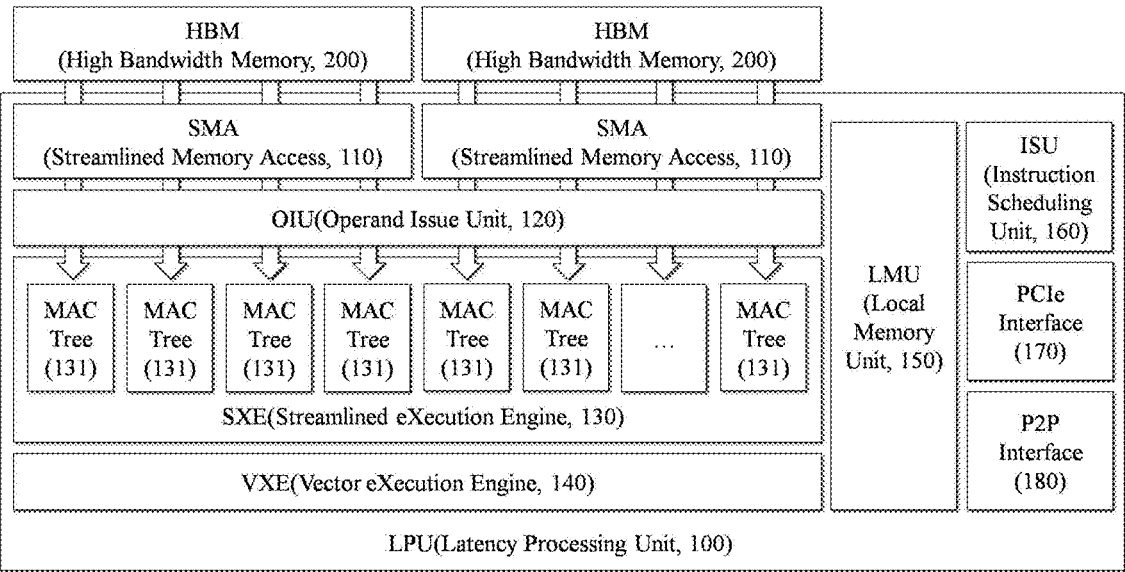 HBM
(High Bandwidth Memory, 200)
HBM
(High Bandwidth Memory, 200)
SMA
(Streamlined Memory Access, 110)
SMA
(Streamlined Memory Access, 110)
OIU(Operand Issue Unit, 120)
MAC
Tree
(131)
MAC
Tree
(131)
MAC
Tree
(131)
MAC
Tree
(131)
MAC
Tree
(131)
MAC
Tree
(131)
...
MAC
Tree
(131)
SXE(Streamlined eXecution Engine, 130)
VXE(Vector eXecution Engine, 140)
LMU
(Local
Memory
Unit, 150)
ISU
(Instruction
Scheduling
Unit, 160)
PCIe
Interface
(170)
P2P
Interface
(180)
LPU(Latency Processing Unit, 100)